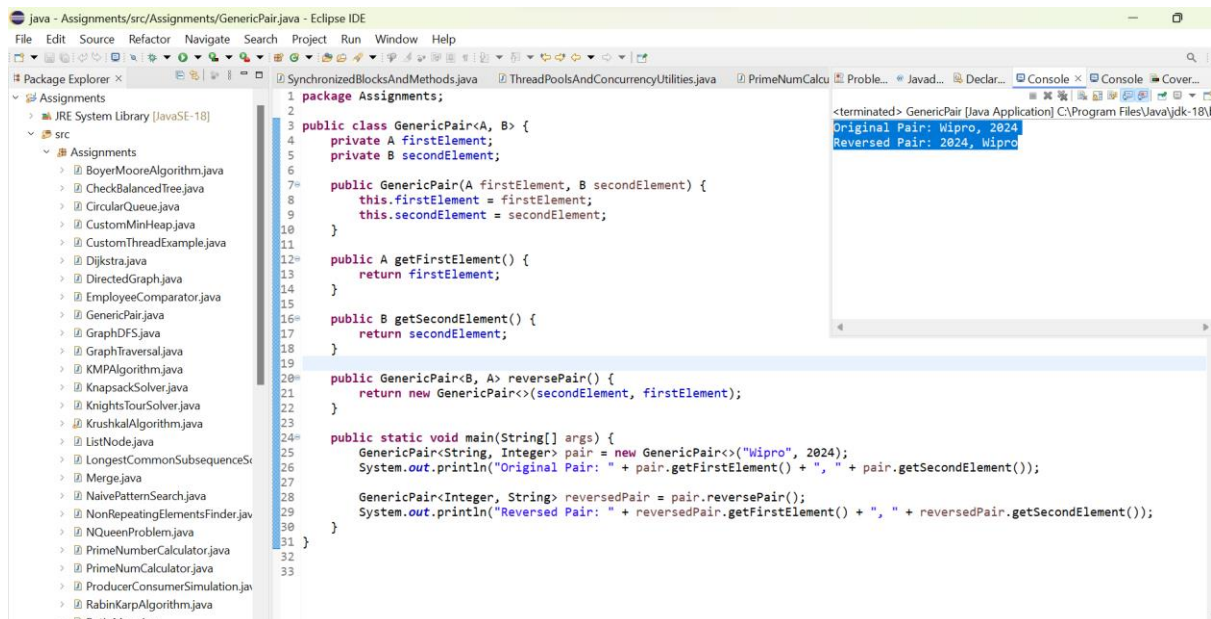 java - Assignments/src/Assignments/GenericPair.java - Eclipse IDE
File Edit Source Refactor Navigate Search Project Run Window Help
Package Explorer
SynchronizedBlocksAndMethods.java ThreadPoolsAndConcurrencyUtilities.java PrimeNumCalcu
Proble... Javad... Declar... Console Console Cover...
<terminated> GenericPair [Java Application] C:\Program Files\Java\jdk-18\
Original Pair: Wipro, 2024
Reversed Pair: 2024, Wipro
Assignments
JRE System Library [JavaSE-18]
src
Assignments
BoyerMooreAlgorithm.java
CheckBalancedTree.java
CircularQueue.java
CustomMinHeap.java
CustomThreadExample.java
Dijkstra.java
DirectedGraph.java
EmployeeComparator.java
GenericPair.java
GraphDFS.java
GraphTraversal.java
KMPAlgorithm.java
KnapsackSolver.java
KnightsTourSolver.java
KrushkalAlgorithm.java
ListNode.java
LongestCommonSubsequenceSo
Merge.java
NaivePatternSearch.java
NonRepeatingElementsFinder.jav
NQueenProblem.java
PrimeNumberCalculator.java
PrimeNumCalculator.java
ProducerConsumerSimulation.jav
RabinKarpAlgorithm.java
1 package Assignments;
2
3 public class GenericPair<A, B> {
4 private A firstElement;
5 private B secondElement;
6
7 public GenericPair(A firstElement, B secondElement) {
8 this.firstElement = firstElement;
9 this.secondElement = secondElement;
10 }
11
12 public A getFirstElement() {
13 return firstElement;
14 }
15
16 public B getSecondElement() {
17 return secondElement;
18 }
19
20 public GenericPair<B, A> reversePair() {
21 return new GenericPair<>(secondElement, firstElement);
22 }
23
24 public static void main(String[] args) {
25 GenericPair<String, Integer> pair = new GenericPair<>("Wipro", 2024);
26 System.out.println("Original Pair: " + pair.getFirstElement() + ", " + pair.getSecondElement());
27
28 GenericPair<Integer, String> reversedPair = pair.reversePair();
29 System.out.println("Reversed Pair: " + reversedPair.getFirstElement() + ", " + reversedPair.getSecondElement());
30 }
31 }
32
33